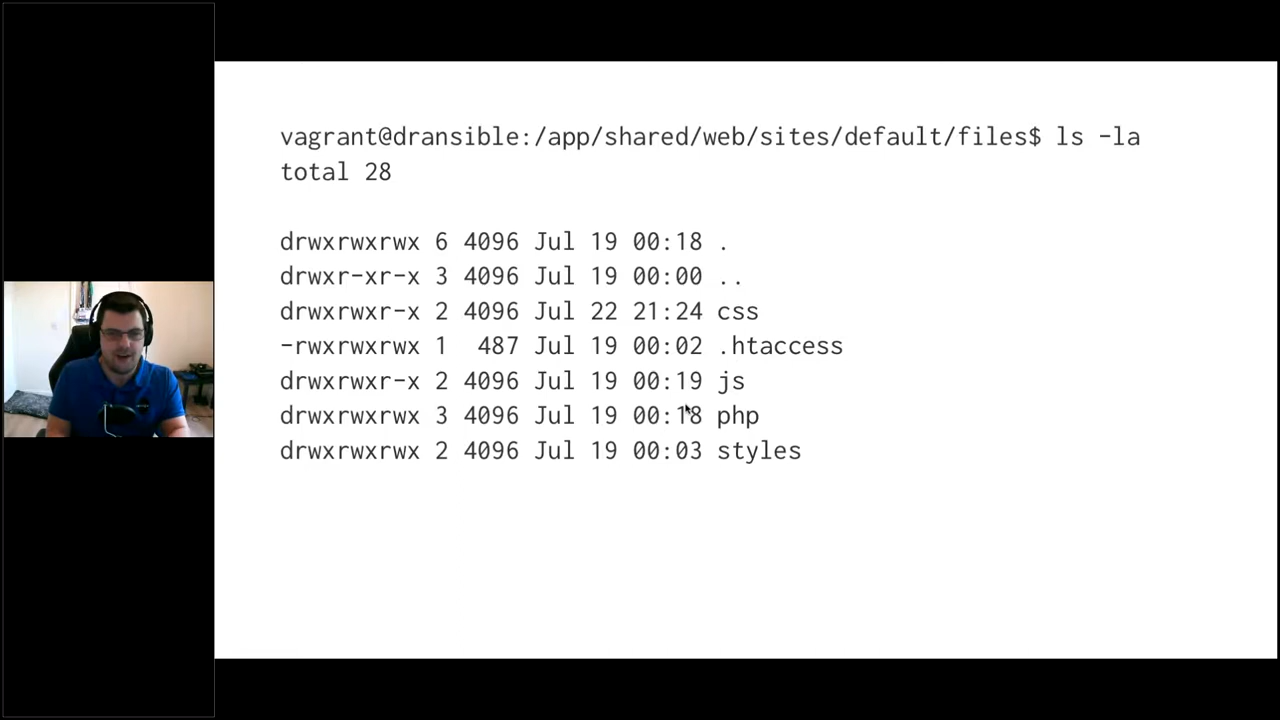 vagrant@dransible:/app/shared/web/sites/default/files$ ls -la
total 28
drwxrwxrwx 6 4096 Jul 19 00:18 .
drwxr-xr-x 3 4096 Jul 19 00:00 ..
drwxrwxr-x 2 4096 Jul 22 21:24 css
-rwxrwxrwx 1  487 Jul 19 00:02 .htaccess
drwxrwxr-x 2 4096 Jul 19 00:19 js
drwxrwxrwx 3 4096 Jul 19 00:18 php
drwxrwxrwx 2 4096 Jul 19 00:03 styles